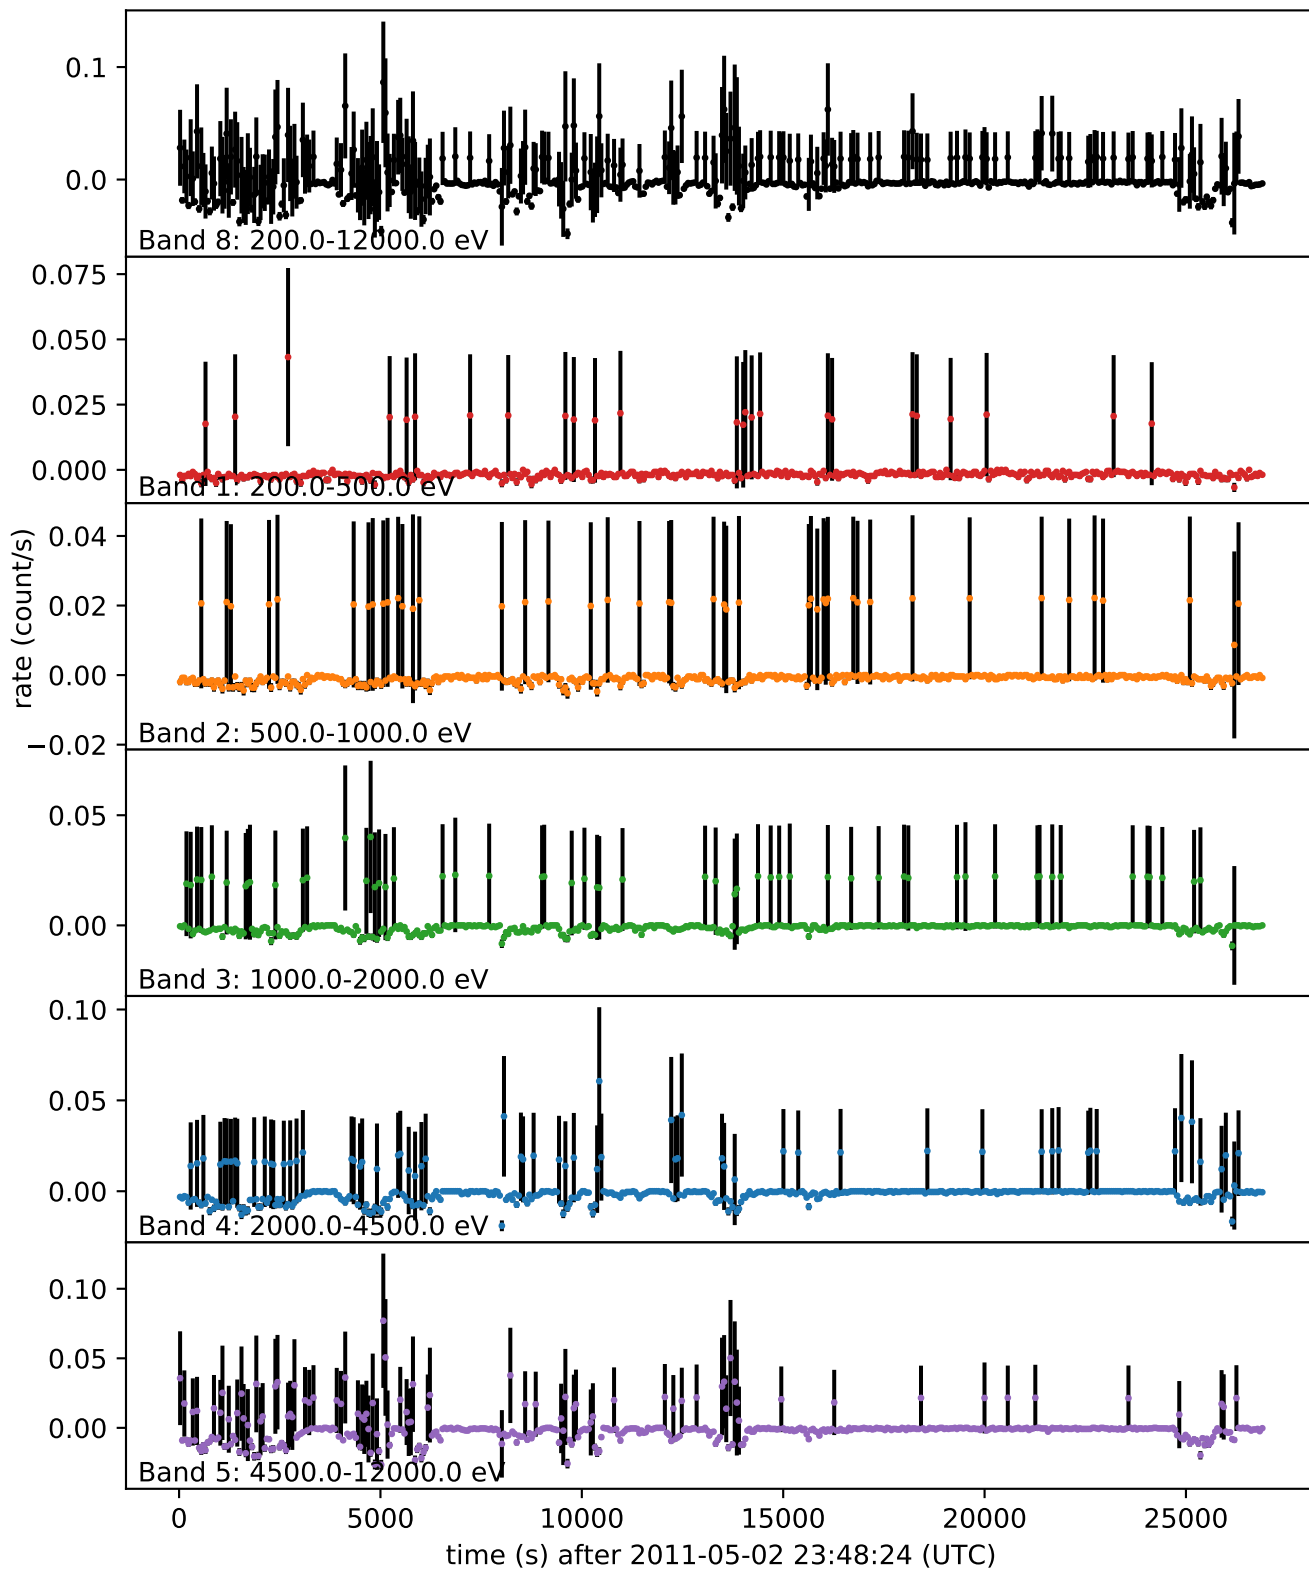 0.1
0.0
Band 8: 200.0-12000.0 eV
0.075
0.050
0.025
0.000
Band 1: 200.0-500.0 eV
0.04
0.02
0.00
−0.02
Band 2: 500.0-1000.0 eV
rate (count/s)
0.05
0.00
Band 3: 1000.0-2000.0 eV
0.10
0.05
0.00
Band 4: 2000.0-4500.0 eV
0.10
0.05
0.00
Band 5: 4500.0-12000.0 eV
0 5000 10000 15000 20000 25000
time (s) after 2011-05-02 23:48:24 (UTC)